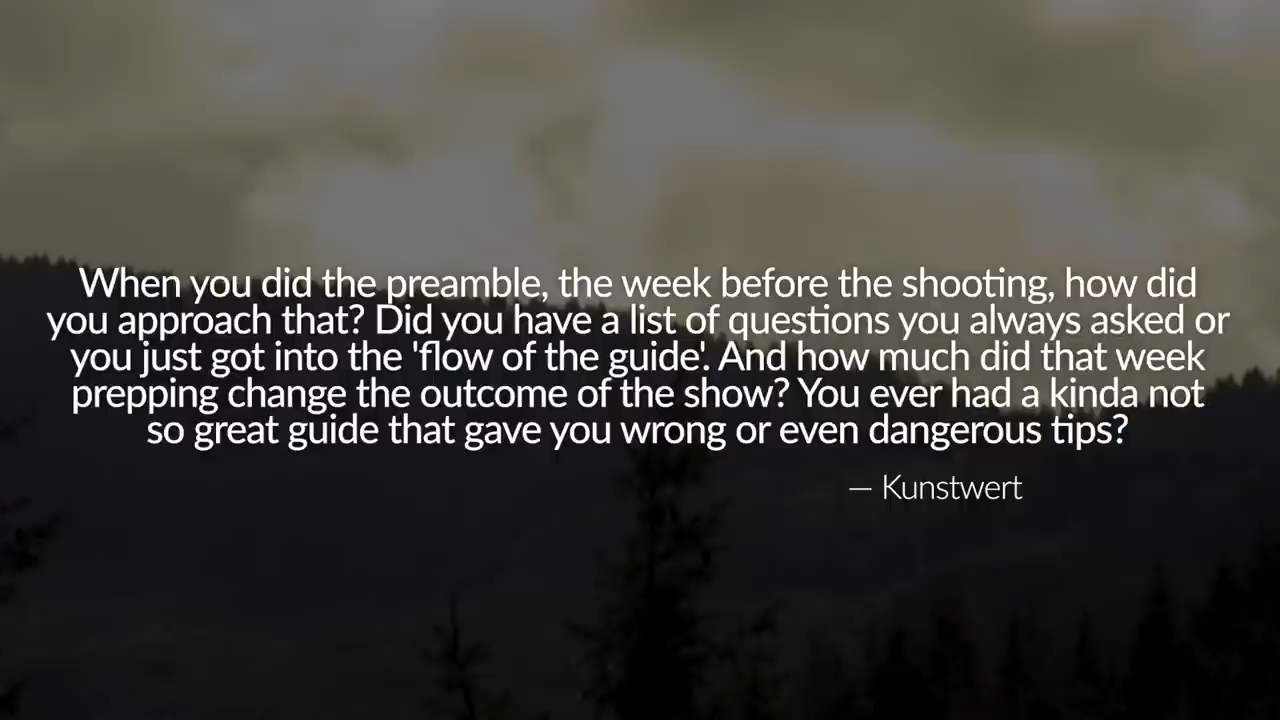 When you did the preamble, the week before the shooting, how did
you approach that? Did you have a list of questions you always asked or
you just got into the 'flow of the guide'. And how much did that week
prepping change the outcome of the show? You ever had a kinda not
so great guide that gave you wrong or even dangerous tips?
— Kunstwert